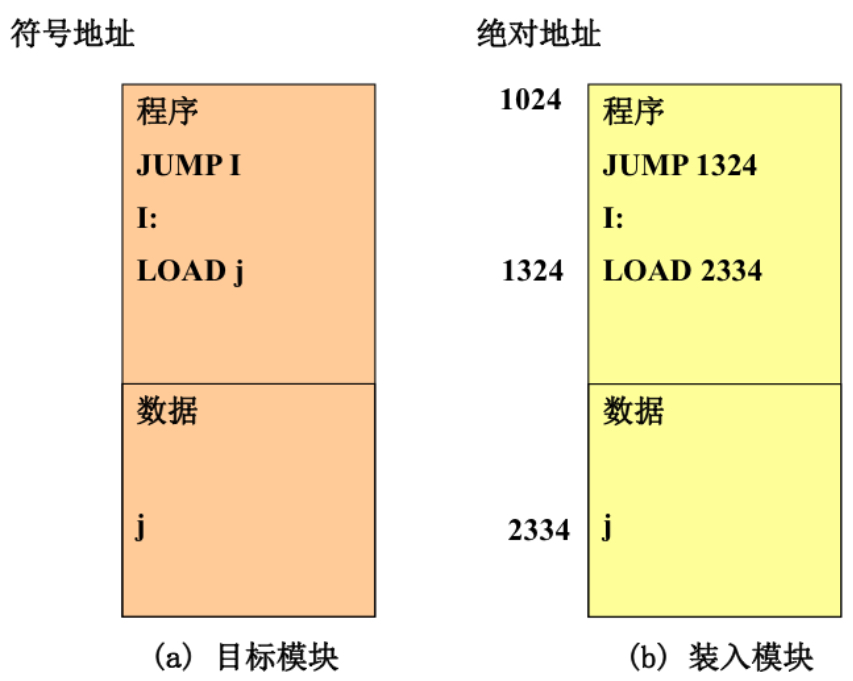 符号地址
程序
JUMP I
I:
LOAD j
数据
j
(a) 目标模块
绝对地址
1024
程序
JUMP 1324
I:
1324
LOAD 2334
数据
2334
j
(b) 装入模块